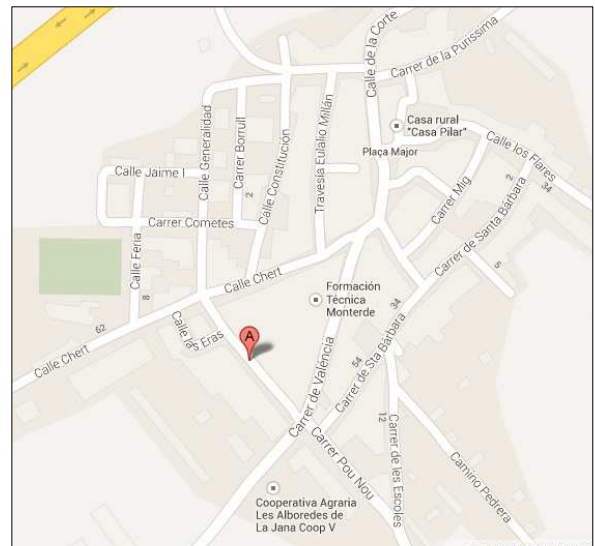 Calle de la Corte
Carrer de la Puríssima
Casa rural
"Casa Pilar"
Plaça Major
Calle los Flares
34
2
Calle Generalidad
Carrer Borrull
2
Calle Constitución
Travesía Eulalio Millán
Calle Jaime I
Carrer Cometes
Calle Feria
8
Carrer Mig
Carrer de Santa Bàrbara
5
Calle Chert
Formación
Técnica
Monterde
34
Calle las Eras
A
62
Calle Chert
Carrer de València
54
Carrer de Sta Bàrbara
12
Carrer de les Escoles
Camino Pedrera
Carrer Pou Nou
Cooperativa Agraria
Les Alboredes de
La Jana Coop V